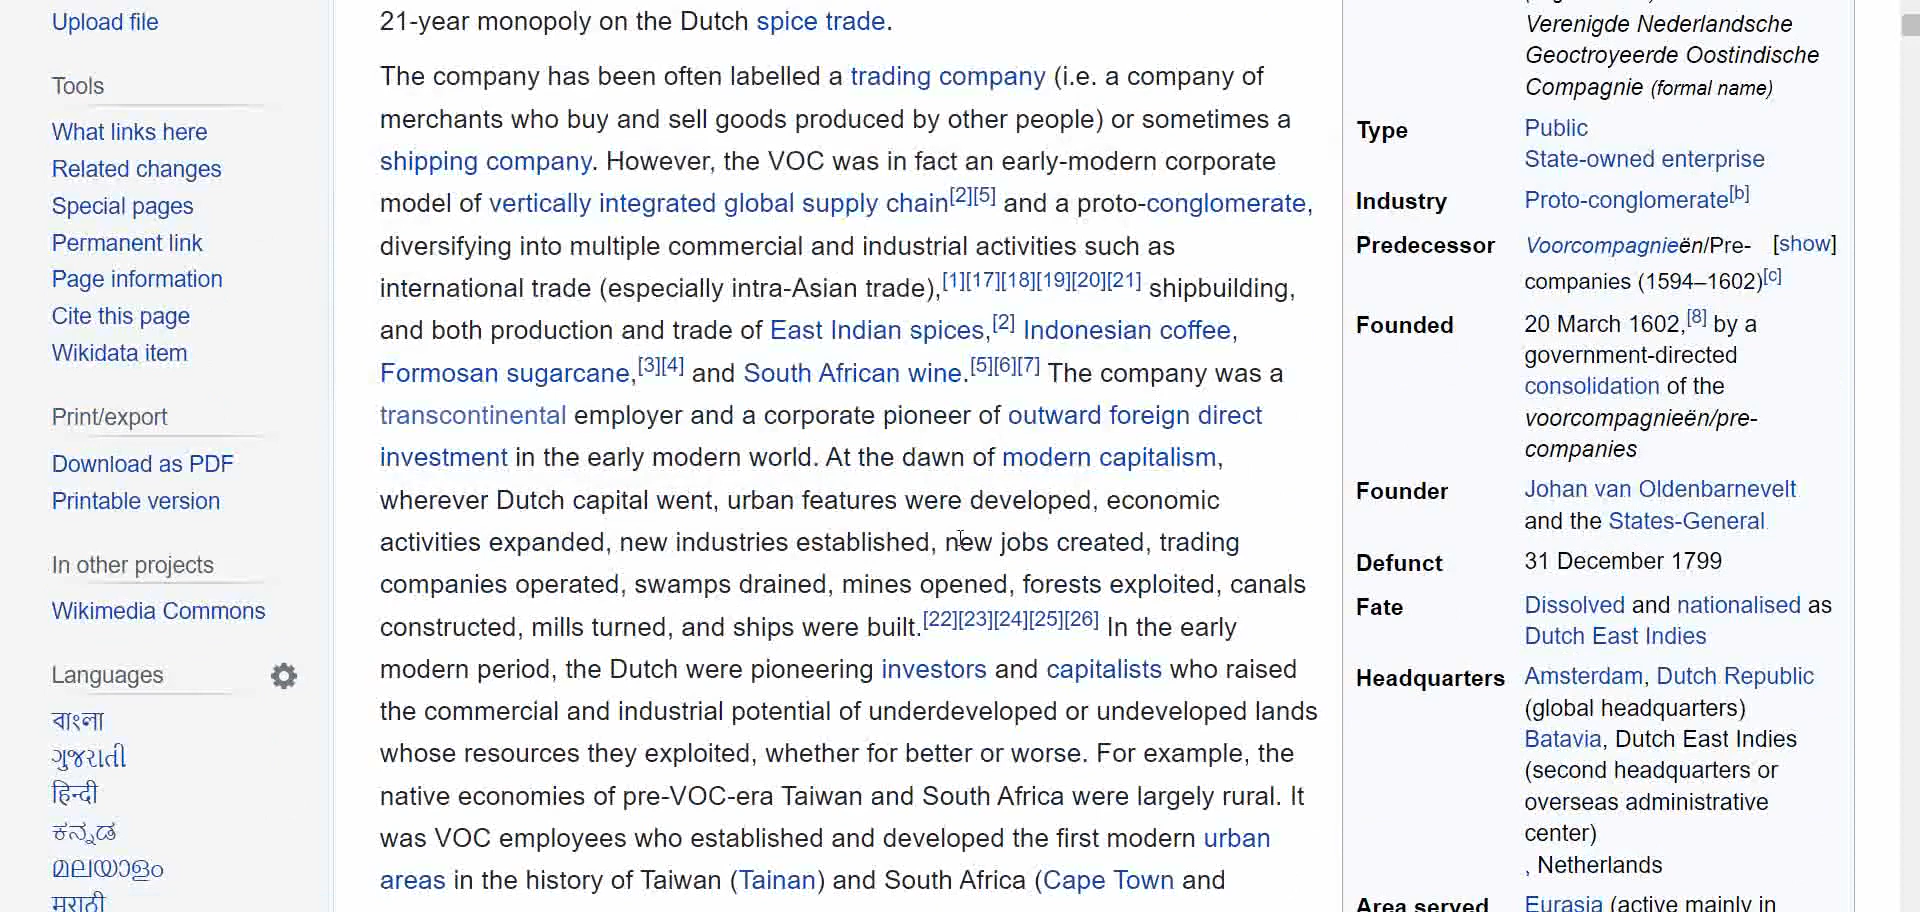 Upload file
Tools
What links here
Related changes
Special pages
Permanent link
Page information
Cite this page
Wikidata item
Print/export
Download as PDF
Printable version
In other projects
Wikimedia Commons
Languages
বাংলা
ગુજરાતી
हिन्दी
ಕನ್ನಡ
മലയാളം
मराठी
21-year monopoly on the Dutch spice trade.
The company has been often labelled a trading company (i.e. a company of
merchants who buy and sell goods produced by other people) or sometimes a
shipping company. However, the VOC was in fact an early-modern corporate
model of vertically integrated global supply chain[2][5] and a proto-conglomerate,
diversifying into multiple commercial and industrial activities such as
international trade (especially intra-Asian trade),[1][17][18][19][20][21] shipbuilding,
and both production and trade of East Indian spices,[2] Indonesian coffee,
Formosan sugarcane,[3][4] and South African wine.[5][6][7] The company was a
transcontinental employer and a corporate pioneer of outward foreign direct
investment in the early modern world. At the dawn of modern capitalism,
wherever Dutch capital went, urban features were developed, economic
activities expanded, new industries established, new jobs created, trading
companies operated, swamps drained, mines opened, forests exploited, canals
constructed, mills turned, and ships were built.[22][23][24][25][26] In the early
modern period, the Dutch were pioneering investors and capitalists who raised
the commercial and industrial potential of underdeveloped or undeveloped lands
whose resources they exploited, whether for better or worse. For example, the
native economies of pre-VOC-era Taiwan and South Africa were largely rural. It
was VOC employees who established and developed the first modern urban
areas in the history of Taiwan (Tainan) and South Africa (Cape Town and
Verenigde Nederlandsche
Geoctroyeerde Oostindische
Compagnie (formal name)
Type Public
State-owned enterprise
Industry Proto-conglomerate[b]
Predecessor Voorcompagnieën/Pre- [show]
companies (1594–1602)[c]
Founded 20 March 1602,[8] by a
government-directed
consolidation of the
voorcompagnieën/pre-
companies
Founder Johan van Oldenbarnevelt
and the States-General
Defunct 31 December 1799
Fate Dissolved and nationalised as
Dutch East Indies
Headquarters Amsterdam, Dutch Republic
(global headquarters)
Batavia, Dutch East Indies
(second headquarters or
overseas administrative
center)
, Netherlands
Area served Eurasia (active mainly in